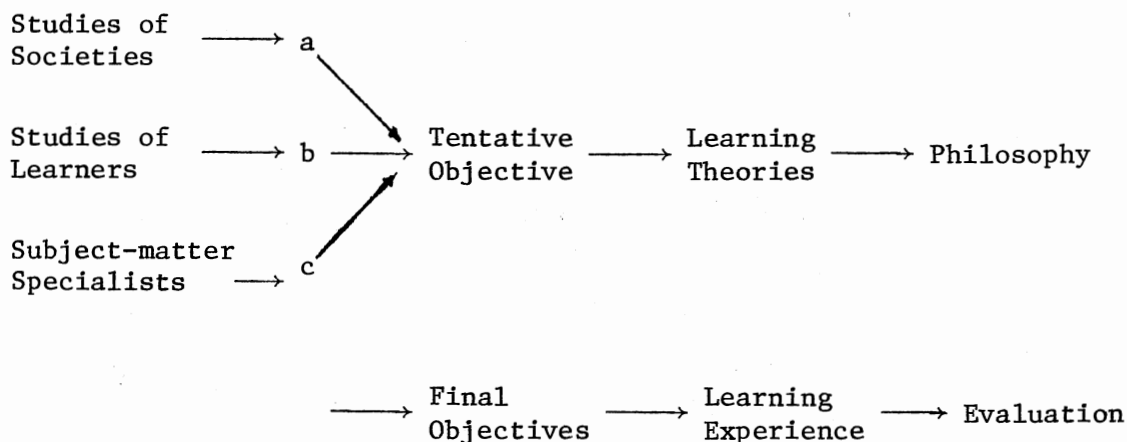 Studies of
Societies
a
Studies of
Learners
b
Tentative
Objective
Learning
Theories
Philosophy
Subject-matter
Specialists
c
Final
Objectives
Learning
Experience
Evaluation